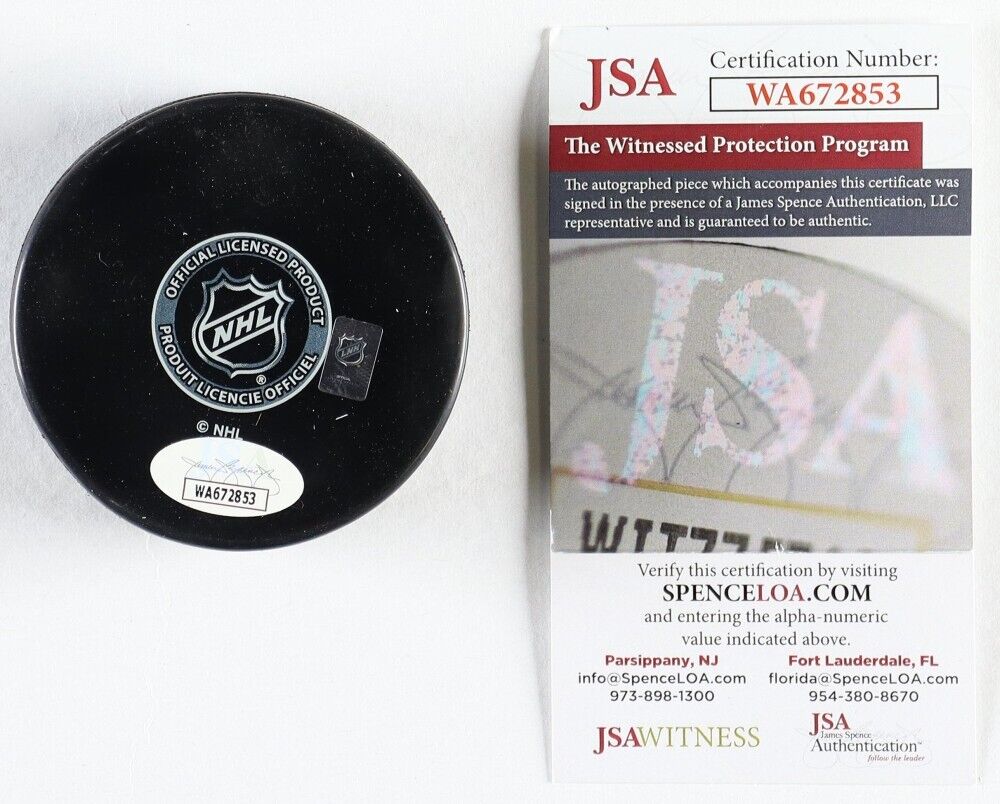 OFFICIAL LICENSED PRODUCT
NHL
®
PRODUIT LICENCIE OFFICIEL
© NHL
WA672853
JSA
Certification Number:
WA672853
The Witnessed Protection Program
The autographed piece which accompanies this certificate was
signed in the presence of a James Spence Authentication, LLC
representative and is guaranteed to be authentic.
JSA
Verify this certification by visiting
SPENCELOA.COM
and entering the alpha-numeric
value indicated above.
Parsippany, NJ
info@SpenceLOA.com
973-898-1300
Fort Lauderdale, FL
florida@SpenceLOA.com
954-380-8670
JSAWITNESS
JSA
James Spence
Authentication™
follow the leader